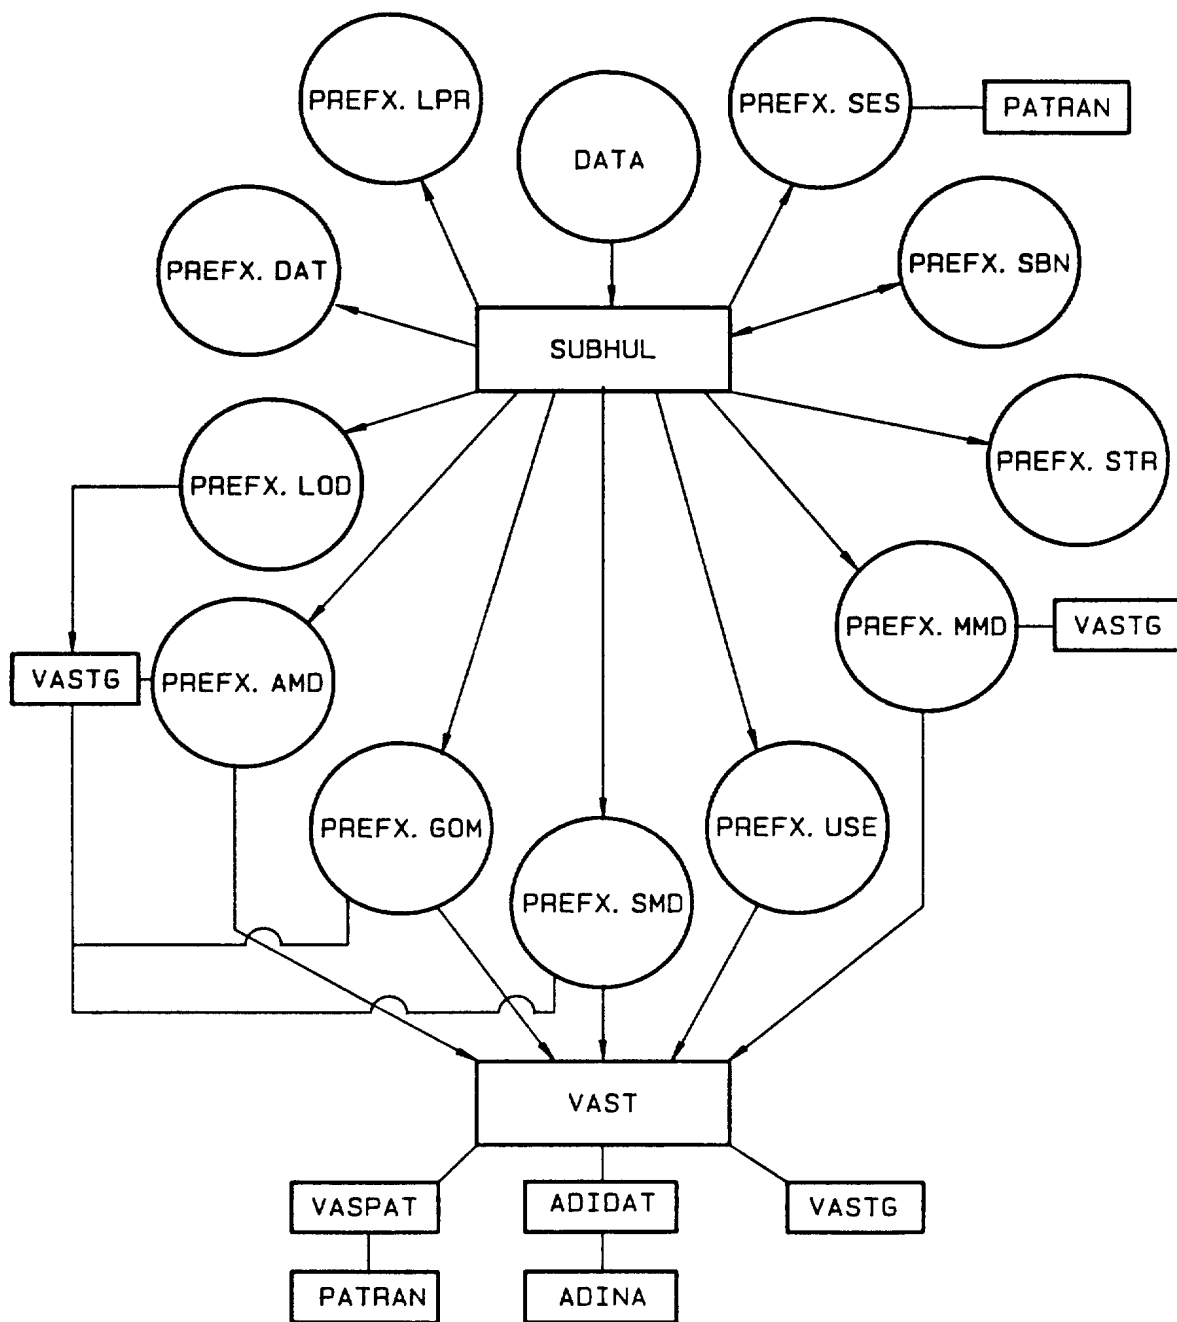 PREFX. LPR
DATA
PREFX. SES
PATRAN
PREFX. DAT
PREFX. SBN
SUBHUL
PREFX. LOD
PREFX. STR
PREFX. MMD
VASTG
VASTG
PREFX. AMD
PREFX. GOM
PREFX. SMD
PREFX. USE
VAST
VASPAT
ADIDAT
VASTG
PATRAN
ADINA